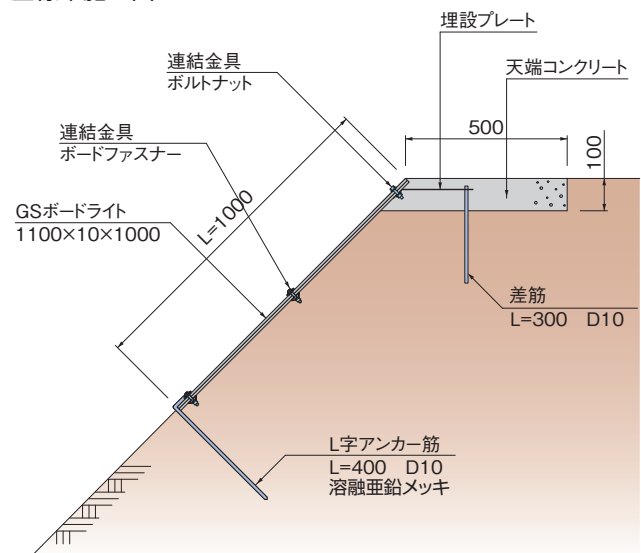 埋設プレート
連結金具
ボルトナット
天端コンクリート
500
100
連結金具
ボードファスナー
L=1000
GSボードライト
1100×10×1000
差筋
L=300 D10
L字アンカー筋
L=400 D10
溶融亜鉛メッキ